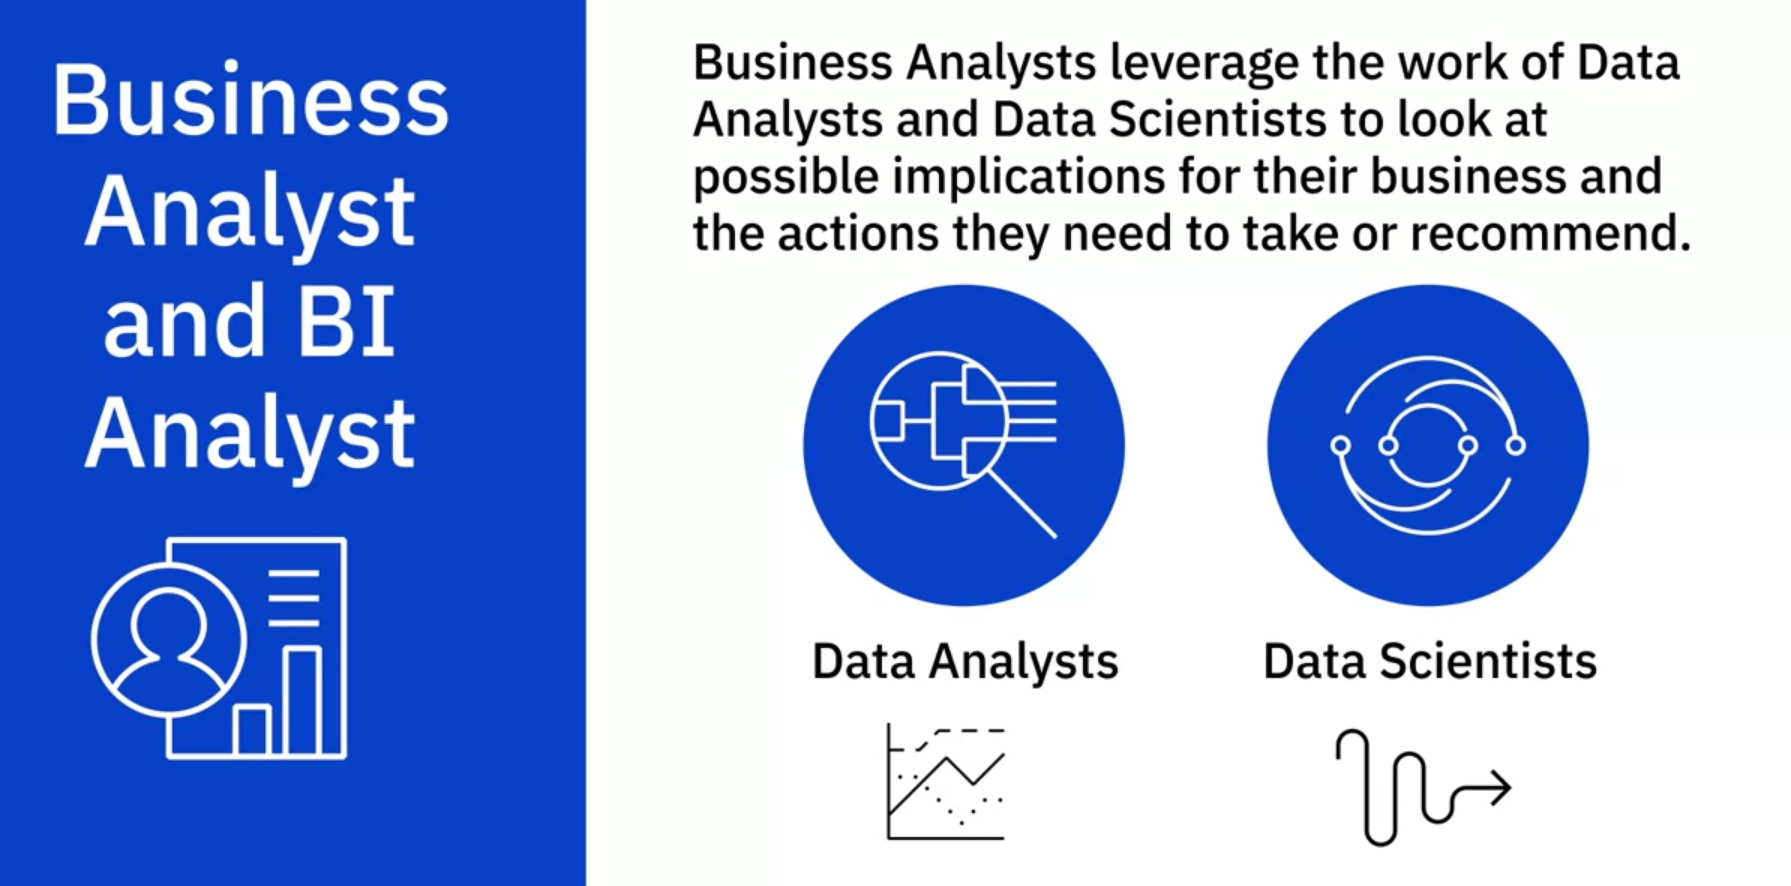 Business
Analyst
and BI
Analyst
Business Analysts leverage the work of Data
Analysts and Data Scientists to look at
possible implications for their business and
the actions they need to take or recommend.
Data Analysts
Data Scientists